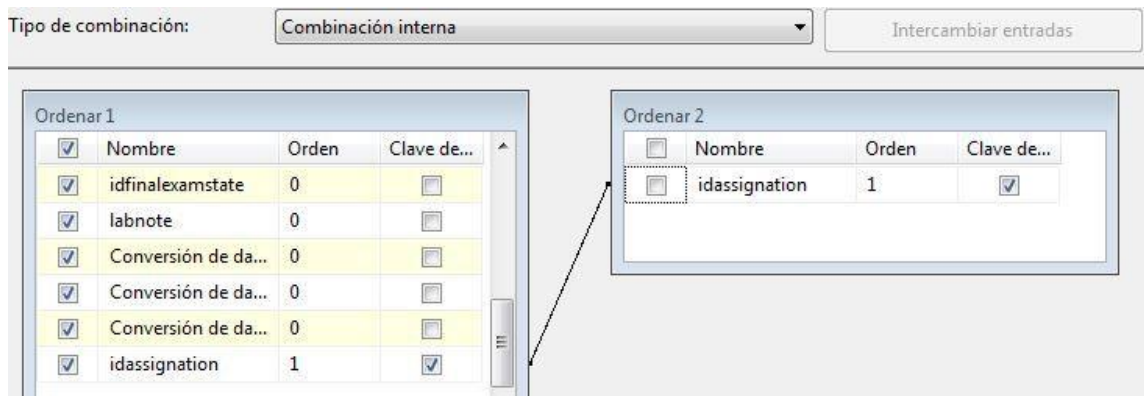 Tipo de combinación: Combinación interna Intercambiar entradas
Ordenar 1
Nombre Orden Clave de...
idfinalexamstate 0
labnote 0
Conversión de da... 0
Conversión de da... 0
Conversión de da... 0
idassignation 1
Ordenar 2
Nombre Orden Clave de...
idassignation 1